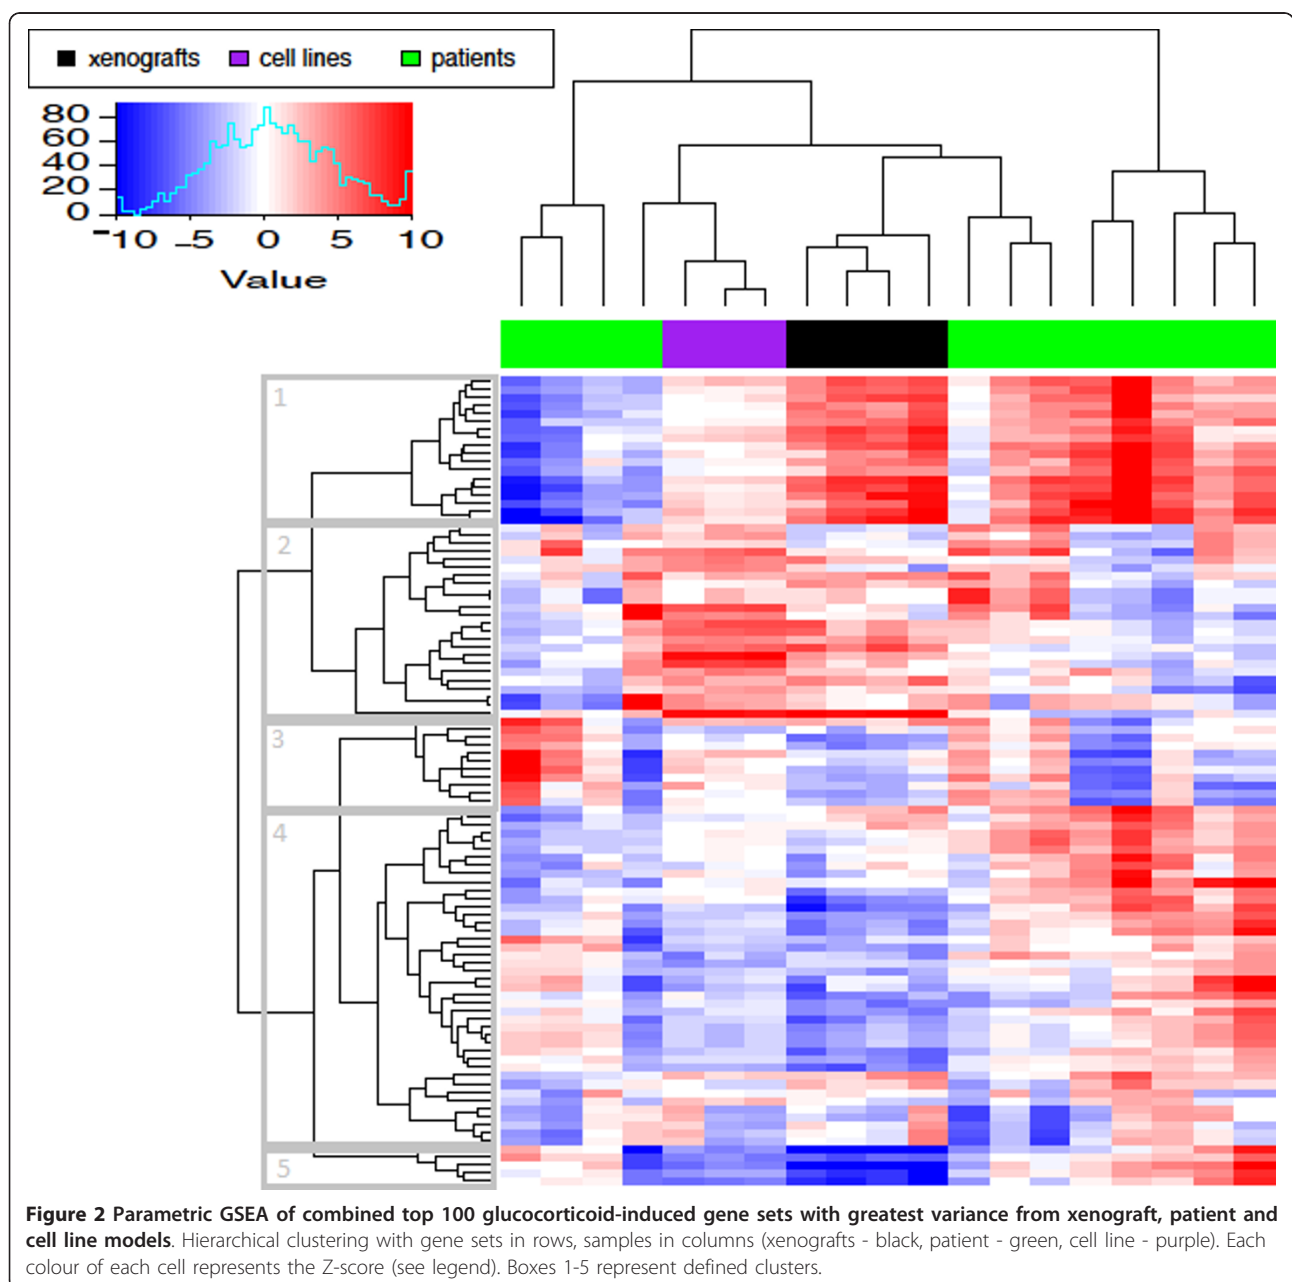 xenografts cell lines patients
80
60
40
20
0
-10 -5 0 5 10
Value
1
2
3
4
5
Figure 2 Parametric GSEA of combined top 100 glucocorticoid-induced gene sets with greatest variance from xenograft, patient and
cell line models. Hierarchical clustering with gene sets in rows, samples in columns (xenografts - black, patient - green, cell line - purple). Each
colour of each cell represents the Z-score (see legend). Boxes 1-5 represent defined clusters.